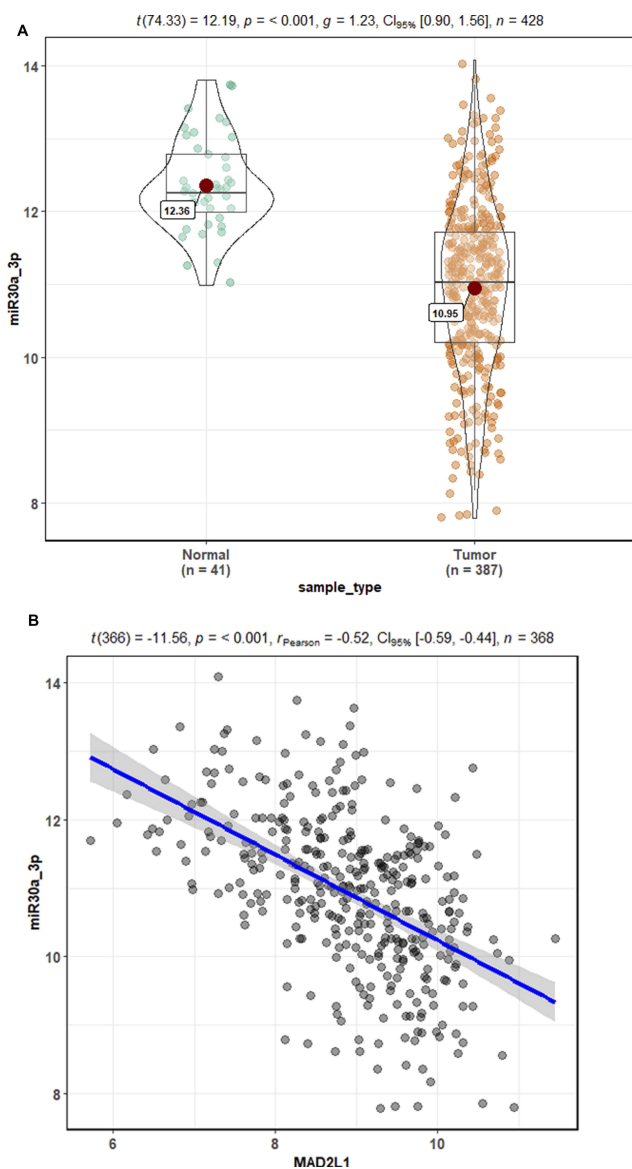 A
t(74.33) = 12.19, p = < 0.001, g = 1.23, CI95% [0.90, 1.56], n = 428
14
12
10
8
miR30a_3p
12.36
10.95
Normal
(n = 41)
Tumor
(n = 387)
sample_type
B
t(366) = -11.56, p = < 0.001, rPearson = -0.52, CI95% [-0.59, -0.44], n = 368
14
12
10
8
miR30a_3p
6
8
10
MAD2L1